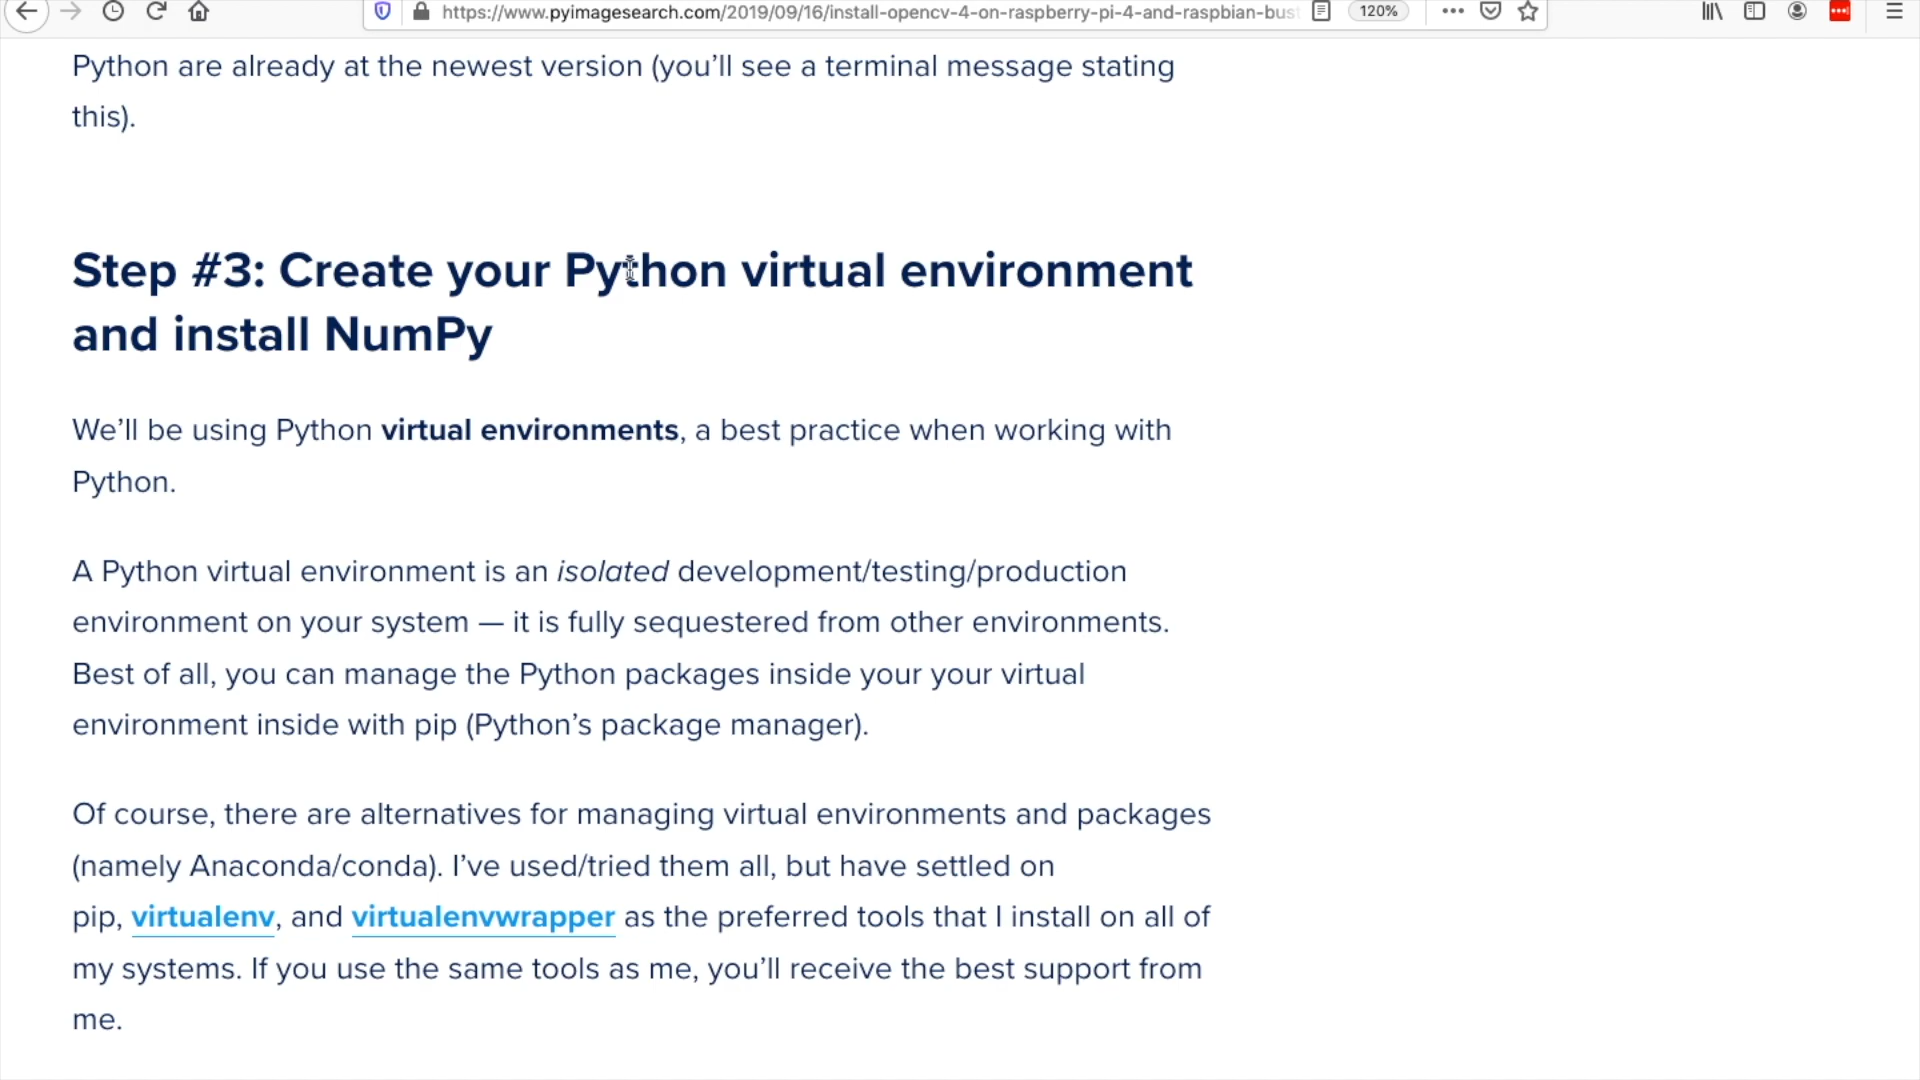 https://www.pyimagesearch.com/2019/09/16/install-opencv-4-on-raspberry-pi-4-and-raspbian-bust
120%
Python are already at the newest version (you’ll see a terminal message stating
this).
Step #3: Create your Python virtual environment
and install NumPy
We’ll be using Python virtual environments, a best practice when working with
Python.
A Python virtual environment is an isolated development/testing/production
environment on your system — it is fully sequestered from other environments.
Best of all, you can manage the Python packages inside your your virtual
environment inside with pip (Python’s package manager).
Of course, there are alternatives for managing virtual environments and packages
(namely Anaconda/conda). I’ve used/tried them all, but have settled on
pip, virtualenv, and virtualenvwrapper as the preferred tools that I install on all of
my systems. If you use the same tools as me, you’ll receive the best support from
me.